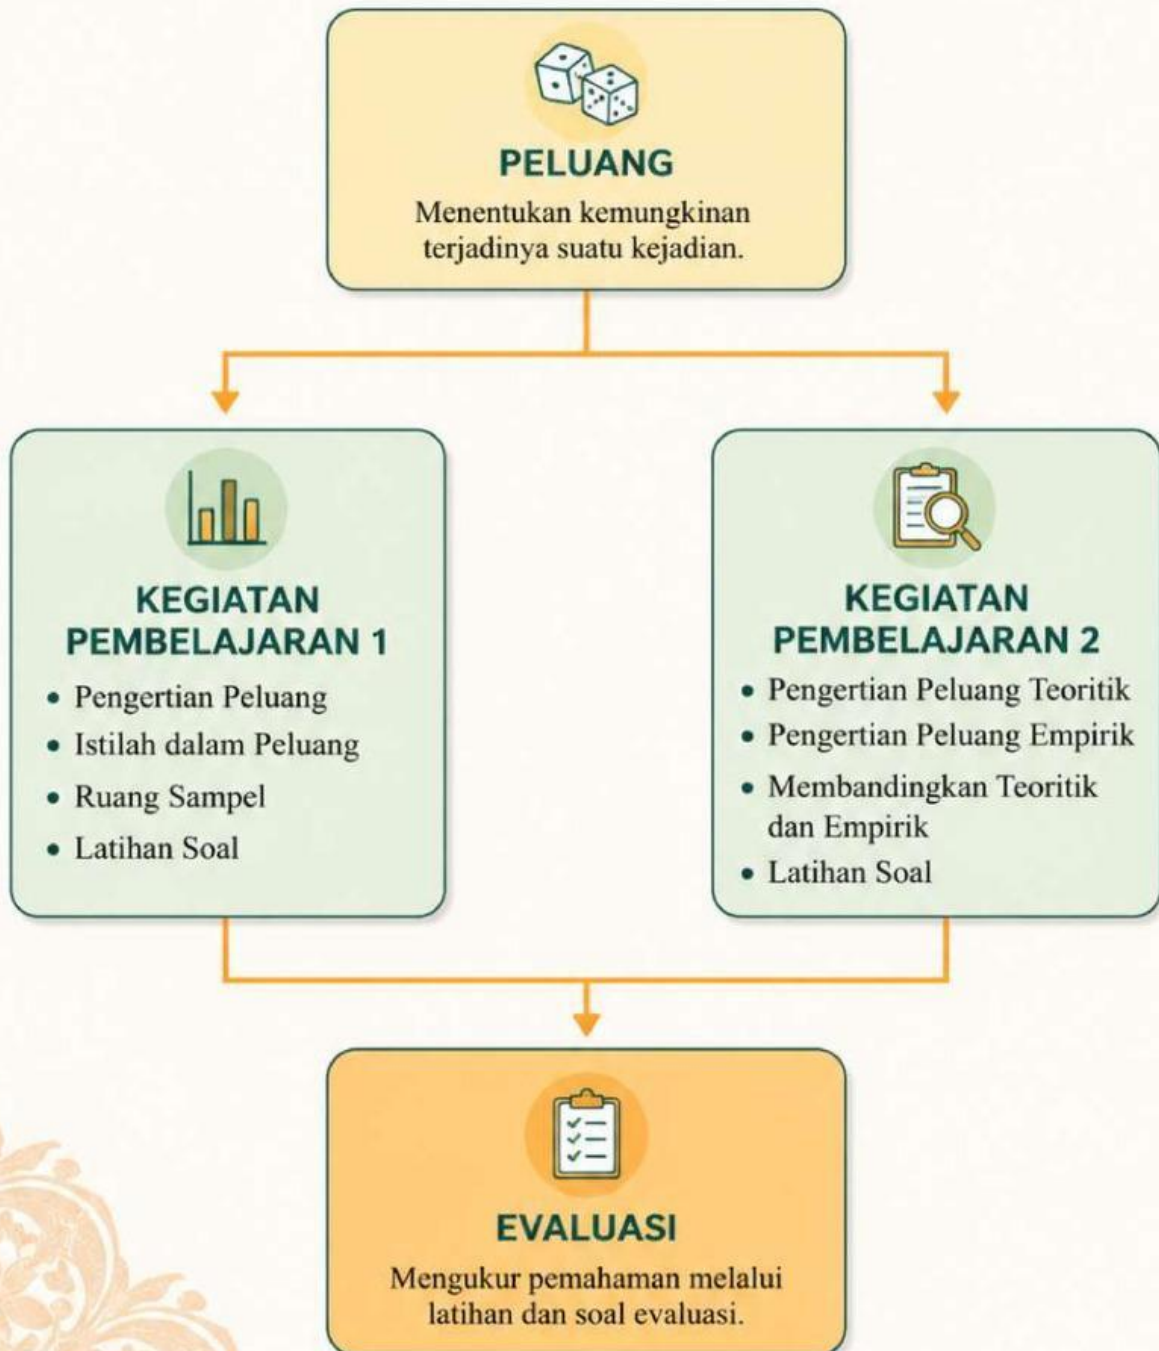 PELUANG
Menentukan kemungkinan
terjadinya suatu kejadian.
KEGIATAN
PEMBELAJARAN 1
• Pengertian Peluang
• Istilah dalam Peluang
• Ruang Sampel
• Latihan Soal
KEGIATAN
PEMBELAJARAN 2
• Pengertian Peluang Teoritik
• Pengertian Peluang Empirik
• Membandingkan Teoritik
dan Empirik
• Latihan Soal
EVALUASI
Mengukur pemahaman melalui
latihan dan soal evaluasi.